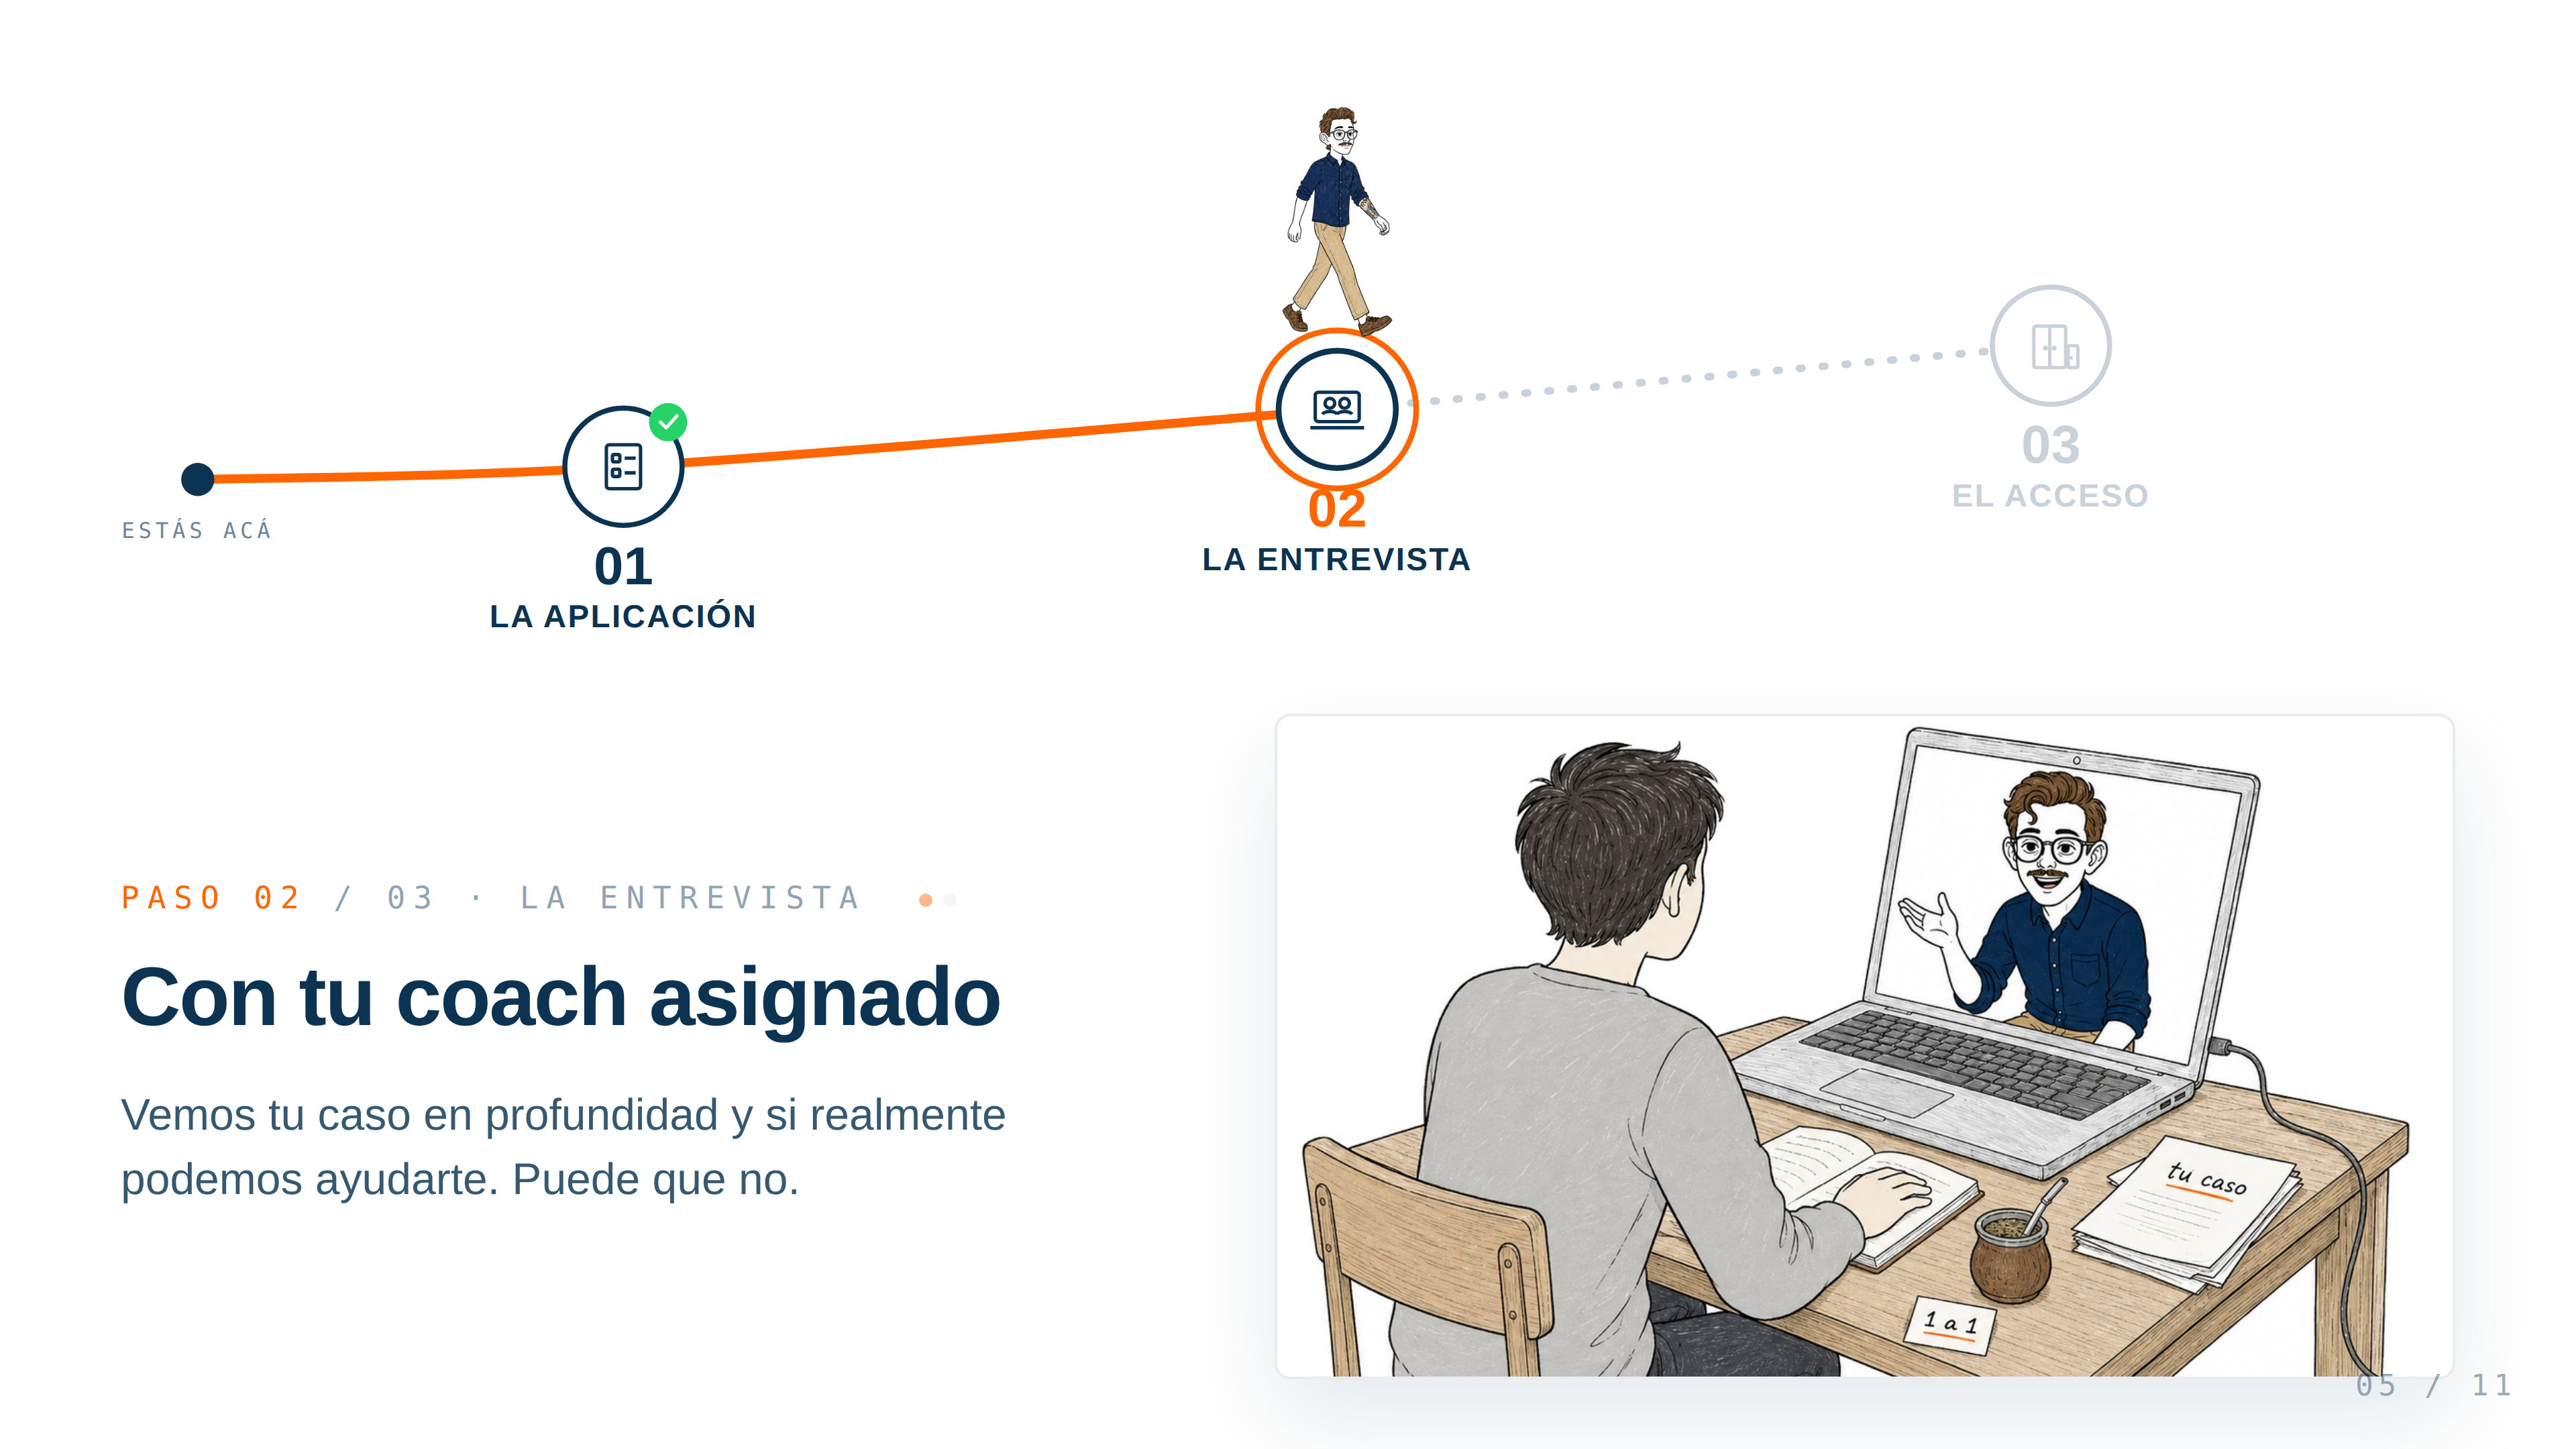 ESTÁS ACÁ
01
LA APLICACIÓN
02
LA ENTREVISTA
03
EL ACCESO
PASO 02 / 03 · LA ENTREVISTA
Con tu coach asignado
Vemos tu caso en profundidad y si realmente
podemos ayudarte. Puede que no.
tu caso
1 a 1
05 / 11